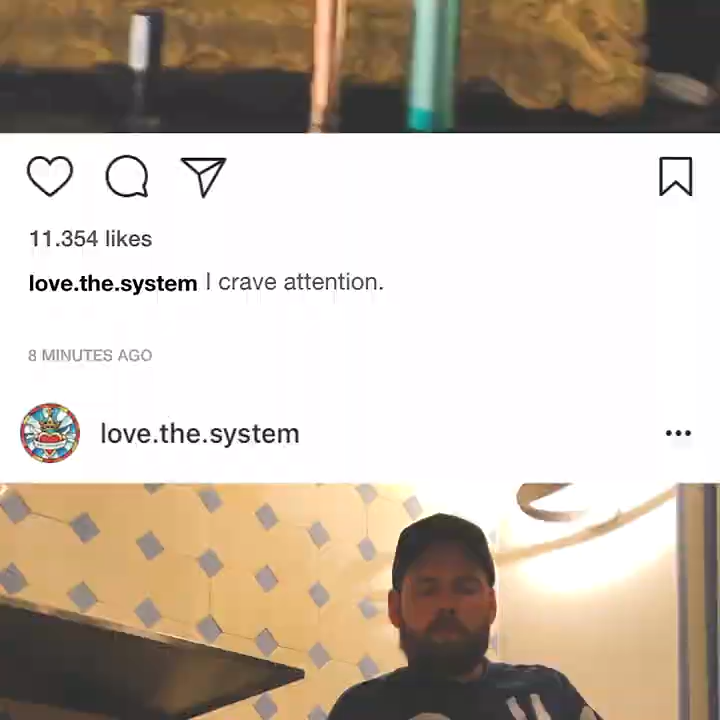 11.354 likes
love.the.system I crave attention.
8 MINUTES AGO
love.the.system